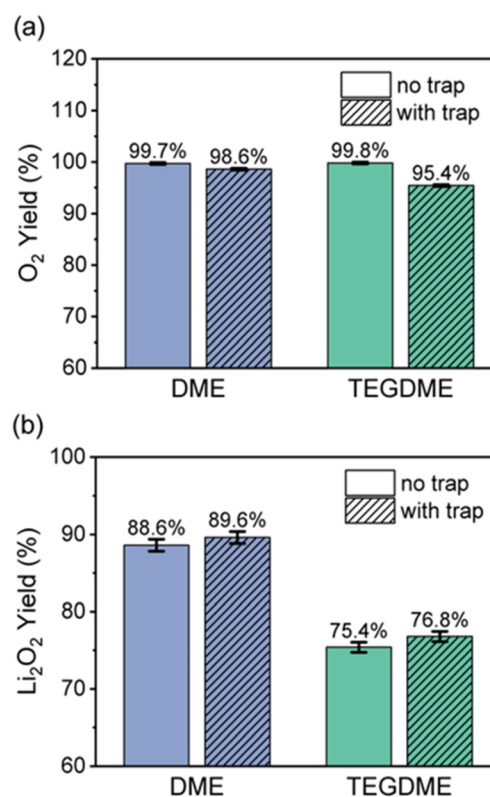 (a)
120
110
100
90
80
70
60
O₂ Yield (%)
no trap
with trap
99.7%
98.6%
99.8%
95.4%
DME
TEGDME
(b)
100
90
80
70
60
Li₂O₂ Yield (%)
no trap
with trap
88.6%
89.6%
75.4%
76.8%
DME
TEGDME